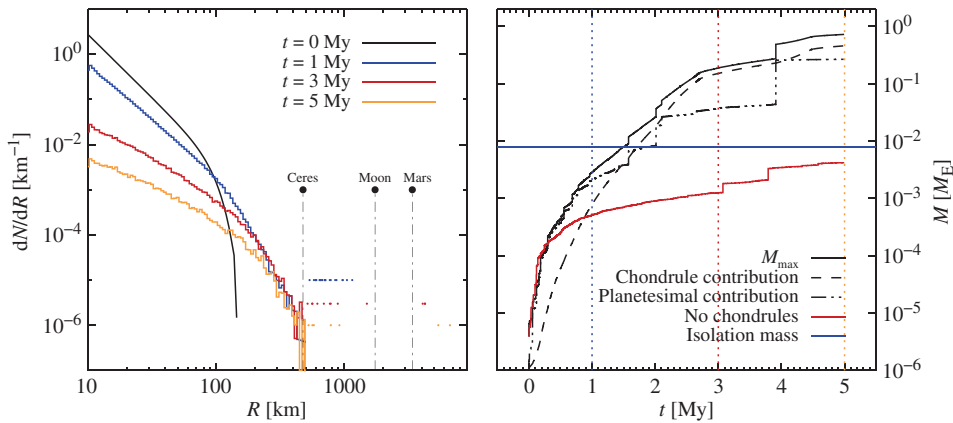 t = 0 My
t = 1 My
t = 3 My
t = 5 My
Ceres
Moon
Mars
dN/dR [km⁻¹]
10⁰
10⁻²
10⁻⁴
10⁻⁶
10
100
1000
R [km]
M_max
Chondrule contribution
Planetesimal contribution
No chondrules
Isolation mass
10⁰
10⁻¹
10⁻²
10⁻³
10⁻⁴
10⁻⁵
10⁻⁶
M [M_E]
0
1
2
3
4
5
t [My]